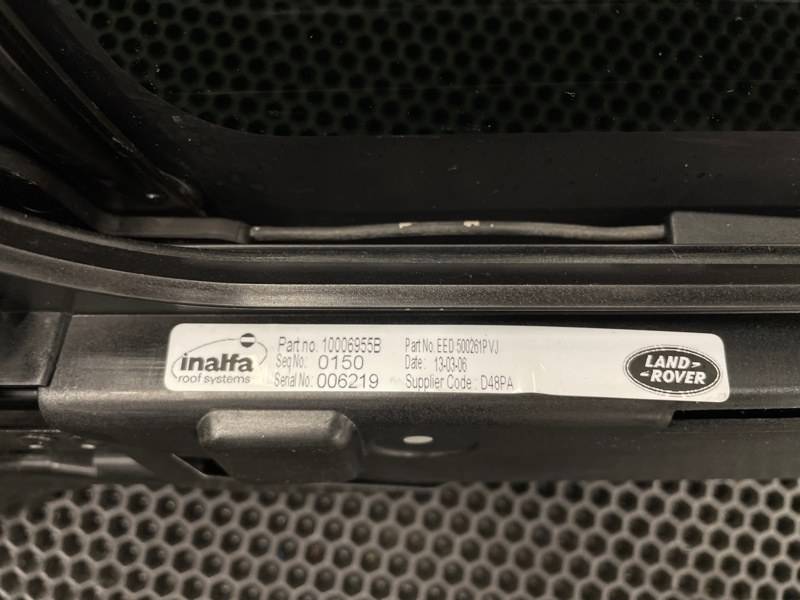 inalfa
roof systems
Part no. 10006955B
Seq No.: 0150
Serial No.: 006219
Part No. EED 500261PVJ
Date: 13-03-06
Supplier Code: D48PA
LAND-
-ROVER